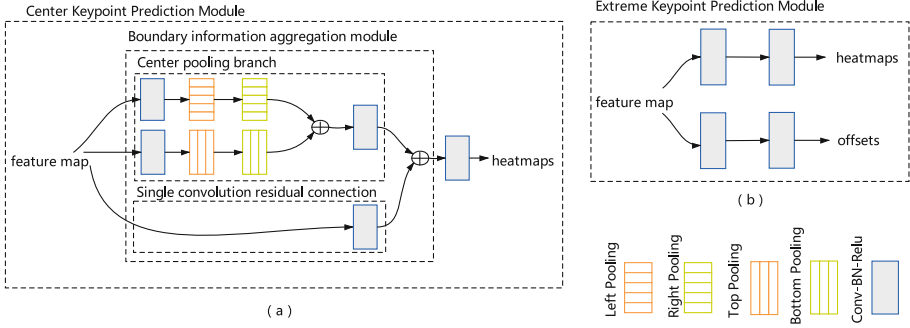 Center Keypoint Prediction Module
Boundary information aggregation module
Center pooling branch
feature map
Single convolution residual connection
heatmaps
( a )
Extreme Keypoint Prediction Module
feature map
heatmaps
offsets
( b )
Left Pooling
Right Pooling
Top Pooling
Bottom Pooling
Conv-BN-Relu